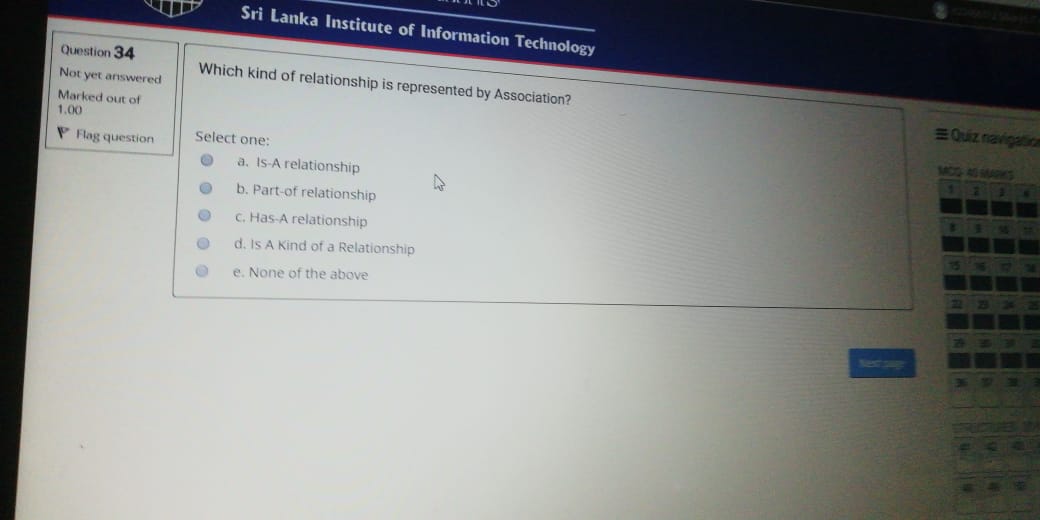 Sri Lanka Institute of Information Technology
Question 34
Not yet answered
Marked out of
1.00
Flag question
Which kind of relationship is represented by Association?
Select one:
a. Is-A relationship
b. Part-of relationship
c. Has-A relationship
d. Is A Kind of a Relationship
e. None of the above
Quiz navigation
MCQ- 40 MARKS
1 2 3 4
8 9 10 11
15 16 17 18
22 23 24 25
29 30 31
Next page
36 37 38